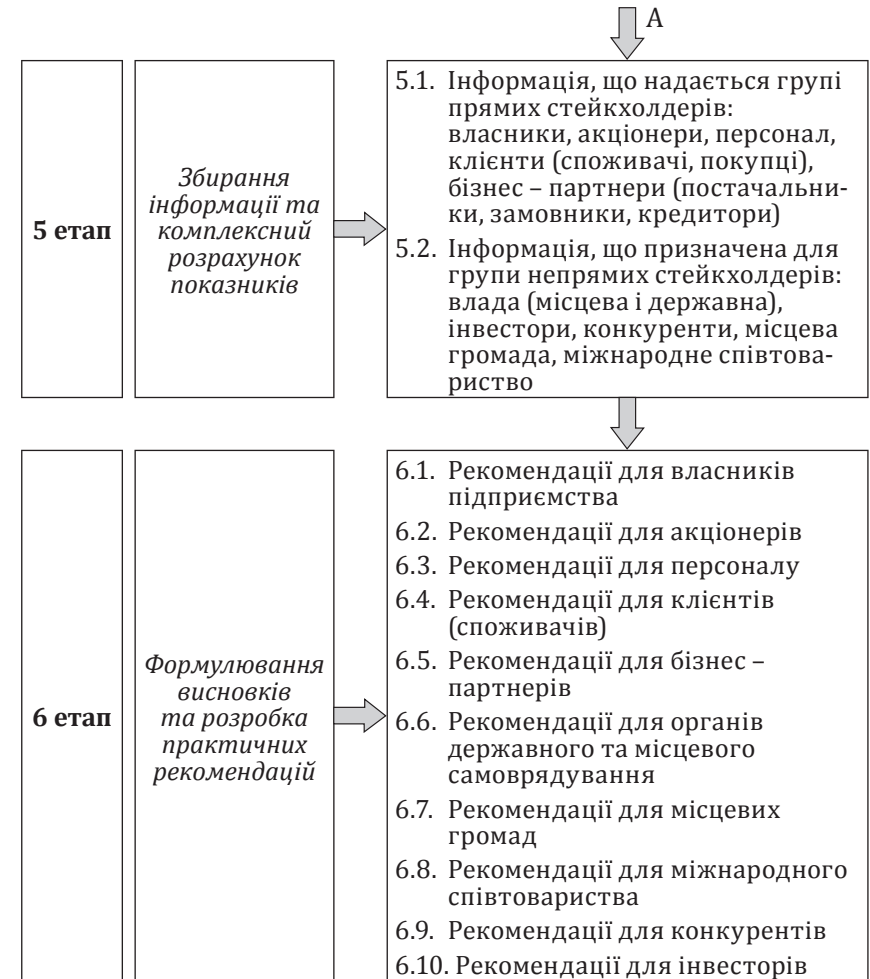 А
5 етап
Збирання
інформації та
комплексний
розрахунок
показників
5.1. Інформація, що надається групі
прямих стейкхолдерів:
власники, акціонери, персонал,
клієнти (споживачі, покупці),
бізнес – партнери (постачальни-
ки, замовники, кредитори)
5.2. Інформація, що призначена для
групи непрямих стейкхолдерів:
влада (місцева і державна),
інвестори, конкуренти, місцева
громада, міжнародне співтова-
риство
6 етап
Формулювання
висновків
та розробка
практичних
рекомендацій
6.1. Рекомендації для власників
підприємства
6.2. Рекомендації для акціонерів
6.3. Рекомендації для персоналу
6.4. Рекомендації для клієнтів
(споживачів)
6.5. Рекомендації для бізнес –
партнерів
6.6. Рекомендації для органів
державного та місцевого
самоврядування
6.7. Рекомендації для місцевих
громад
6.8. Рекомендації для міжнародного
співтовариства
6.9. Рекомендації для конкурентів
6.10. Рекомендації для інвесторів